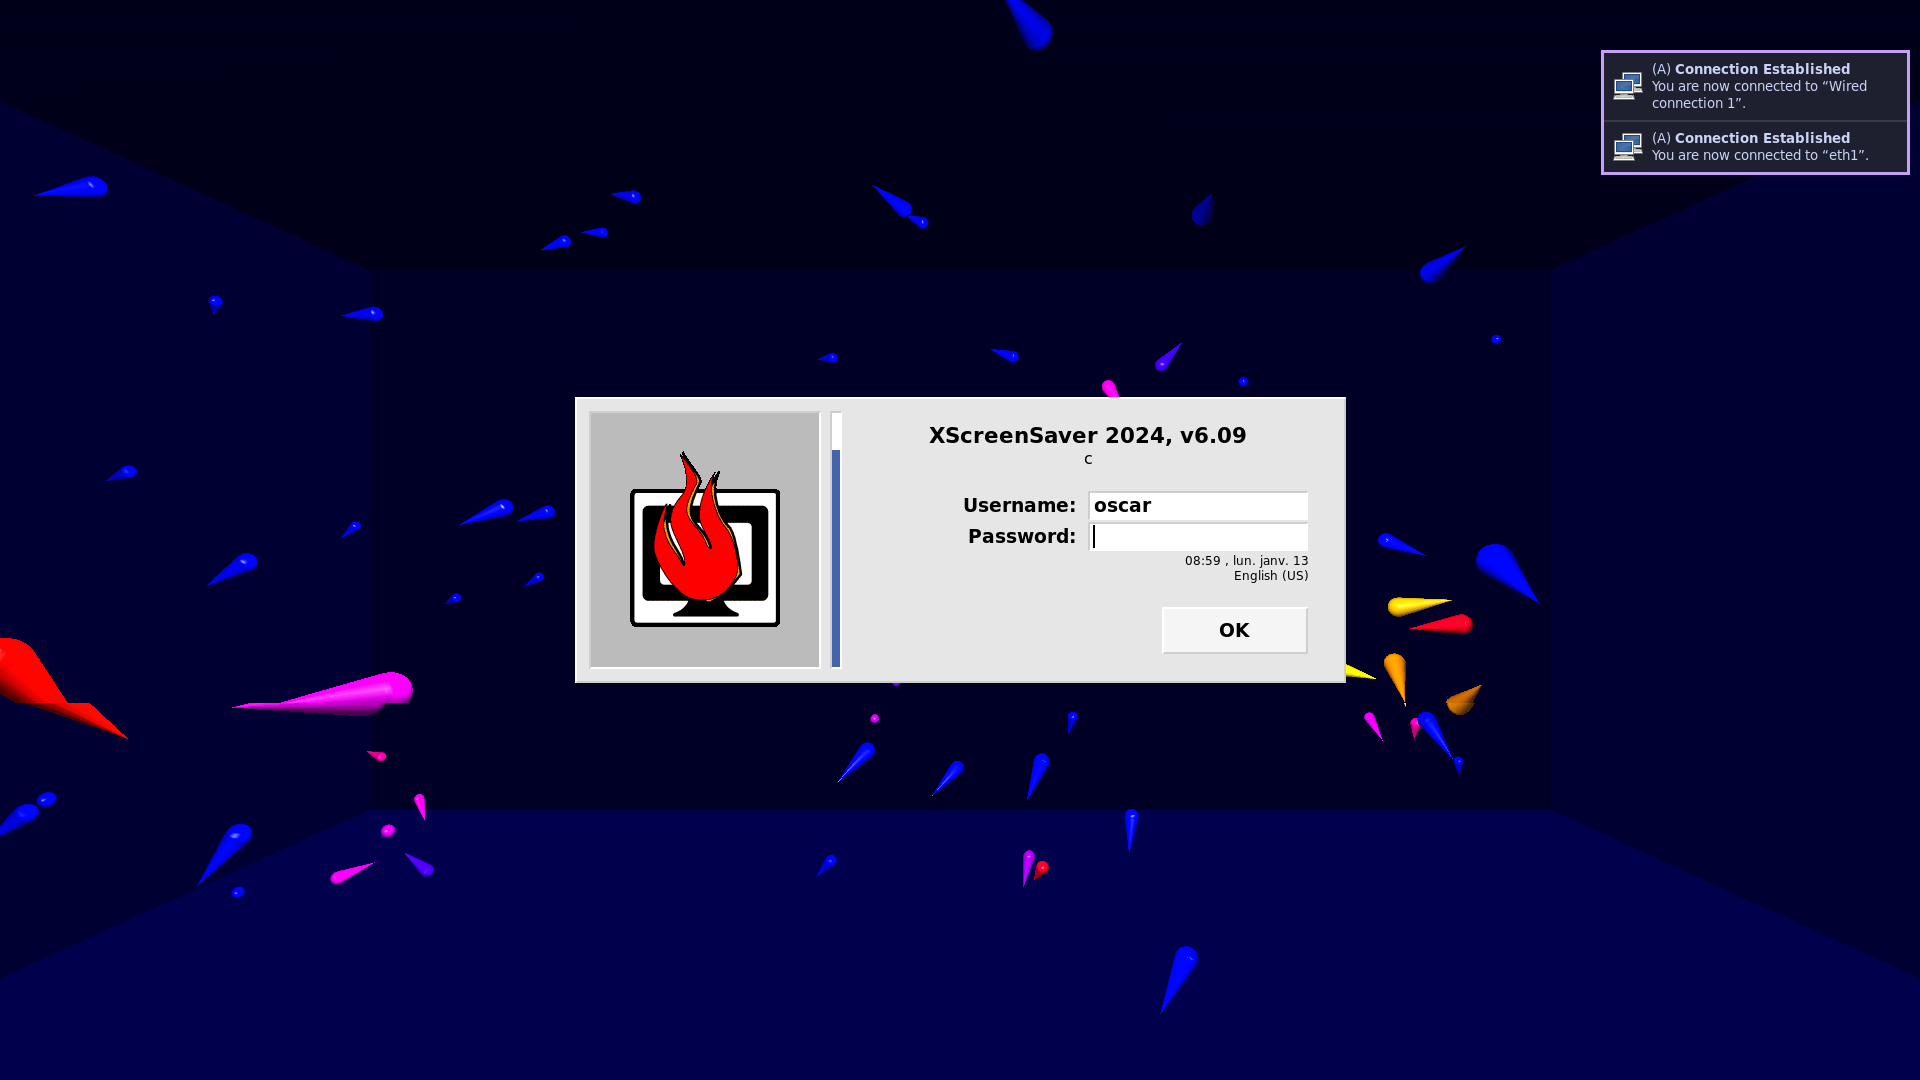 (A) Connection Established
You are now connected to “Wired
connection 1”.
(A) Connection Established
You are now connected to “eth1”.
XScreenSaver 2024, v6.09
c
Username: oscar
Password:
08:59 , lun. janv. 13
English (US)
OK